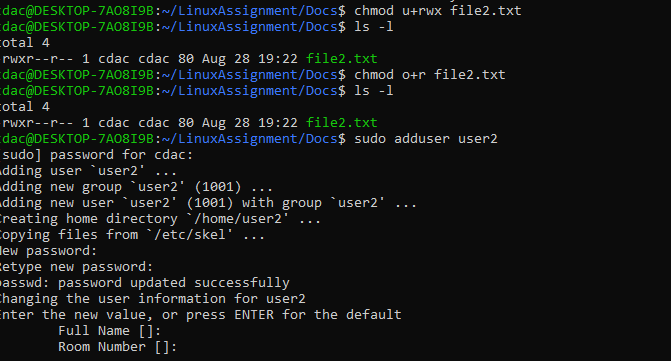 cdac@DESKTOP-7AO8I9B:~/LinuxAssignment/Docs$ chmod u+rwx file2.txt
cdac@DESKTOP-7AO8I9B:~/LinuxAssignment/Docs$ ls -l
total 4
-rwxr--r-- 1 cdac cdac 80 Aug 28 19:22 file2.txt
cdac@DESKTOP-7AO8I9B:~/LinuxAssignment/Docs$ chmod o+r file2.txt
cdac@DESKTOP-7AO8I9B:~/LinuxAssignment/Docs$ ls -l
total 4
-rwxr--r-- 1 cdac cdac 80 Aug 28 19:22 file2.txt
cdac@DESKTOP-7AO8I9B:~/LinuxAssignment/Docs$ sudo adduser user2
[sudo] password for cdac:
Adding user `user2' ...
Adding new group `user2' (1001) ...
Adding new user `user2' (1001) with group `user2' ...
Creating home directory `/home/user2' ...
Copying files from `/etc/skel' ...
New password:
Retype new password:
passwd: password updated successfully
Changing the user information for user2
Enter the new value, or press ENTER for the default
Full Name []:
Room Number []: